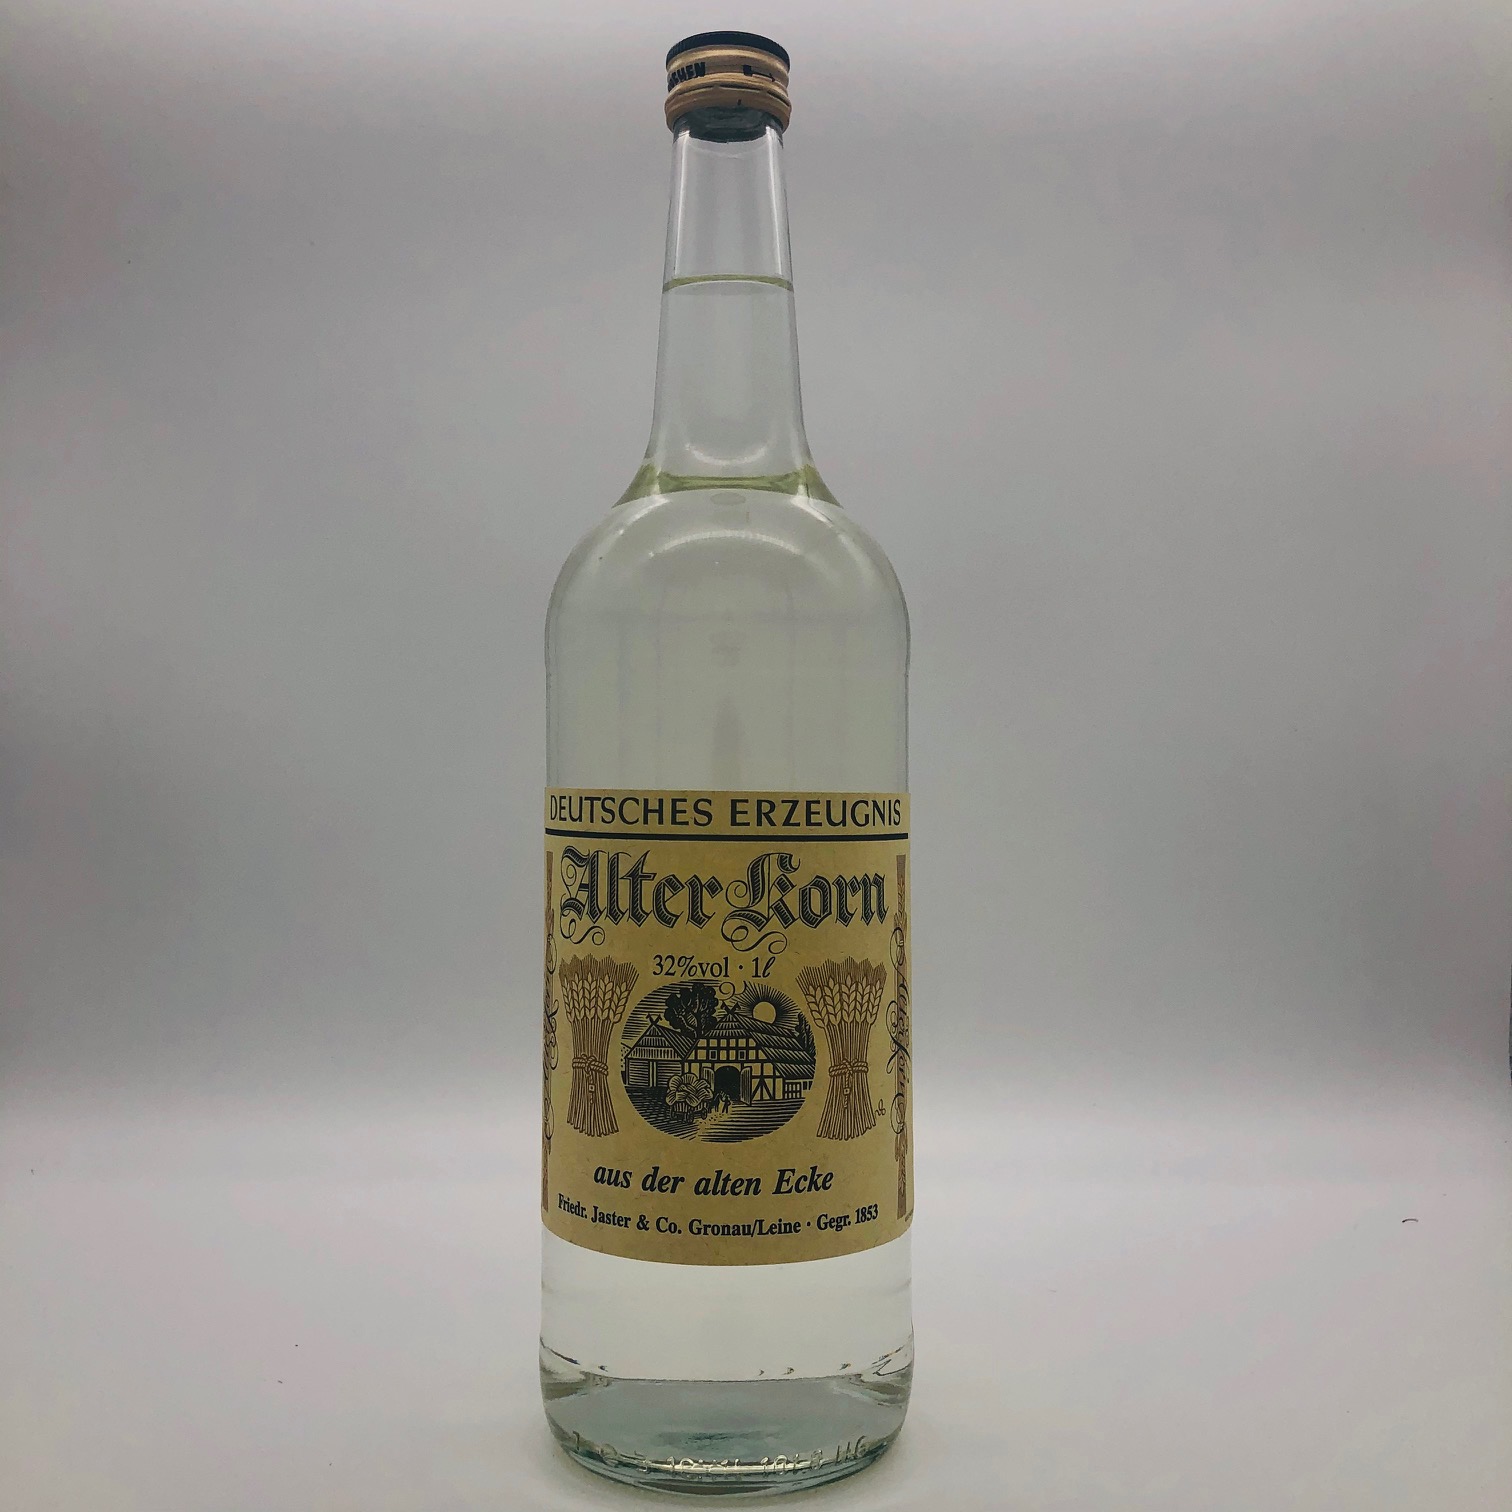 DEUTSCHES ERZEUGNIS
Alter Korn
32%vol · 1ℓ
aus der alten Ecke
Friedr. Jaster & Co. Gronau/Leine · Gegr. 1853